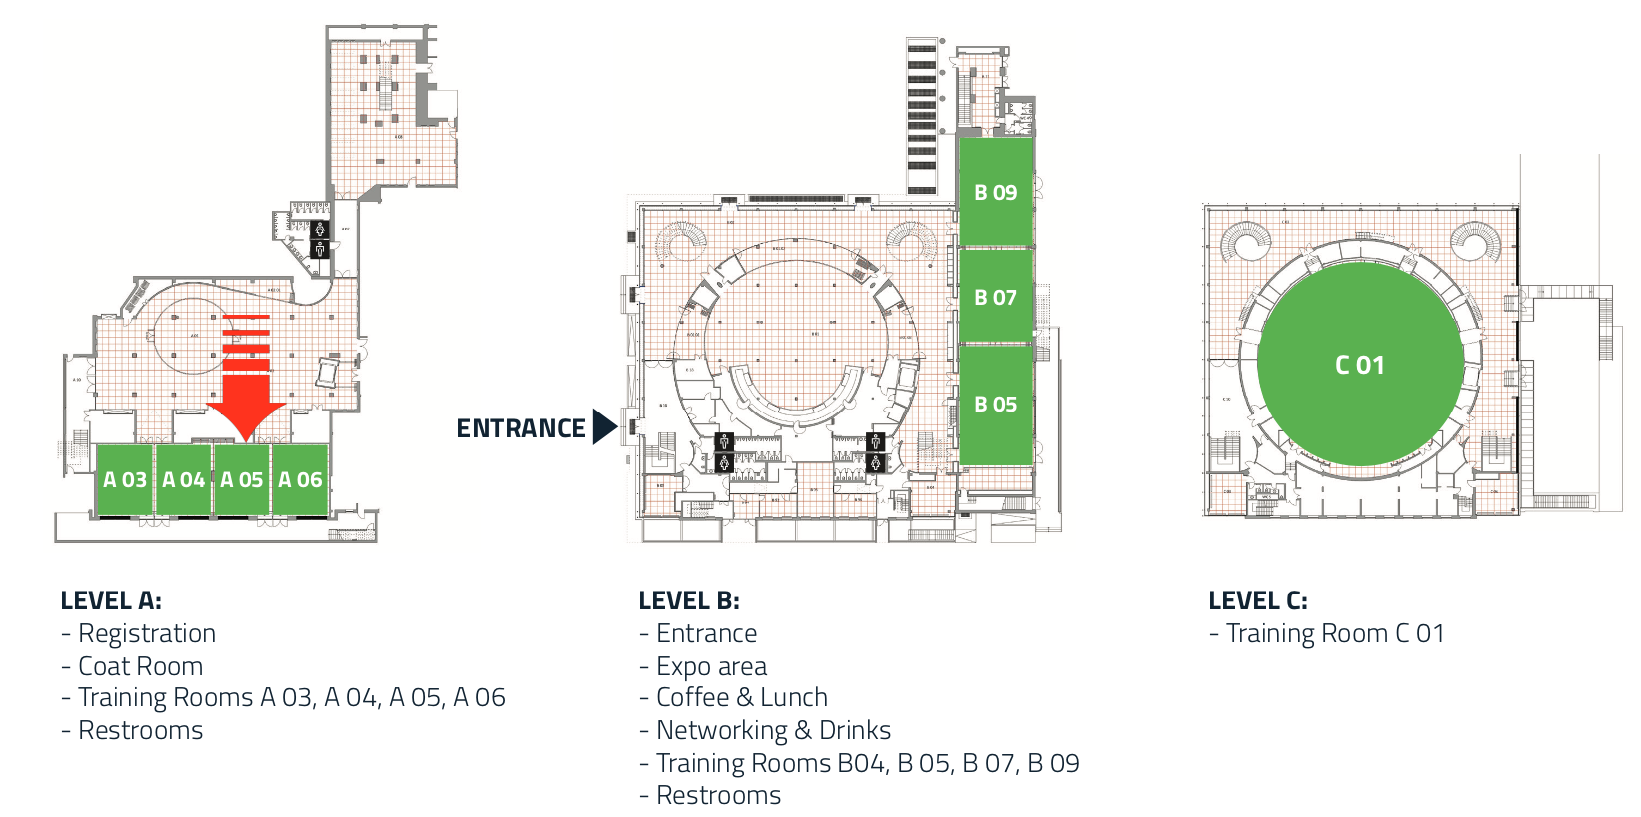 B 09
B 07
C 01
B 05
ENTRANCE
A 03
A 04
A 05
A 06
LEVEL A:
- Registration
- Coat Room
- Training Rooms A 03, A 04, A 05, A 06
- Restrooms
LEVEL B:
- Entrance
- Expo area
- Coffee & Lunch
- Networking & Drinks
- Training Rooms B04, B 05, B 07, B 09
- Restrooms
LEVEL C:
- Training Room C 01